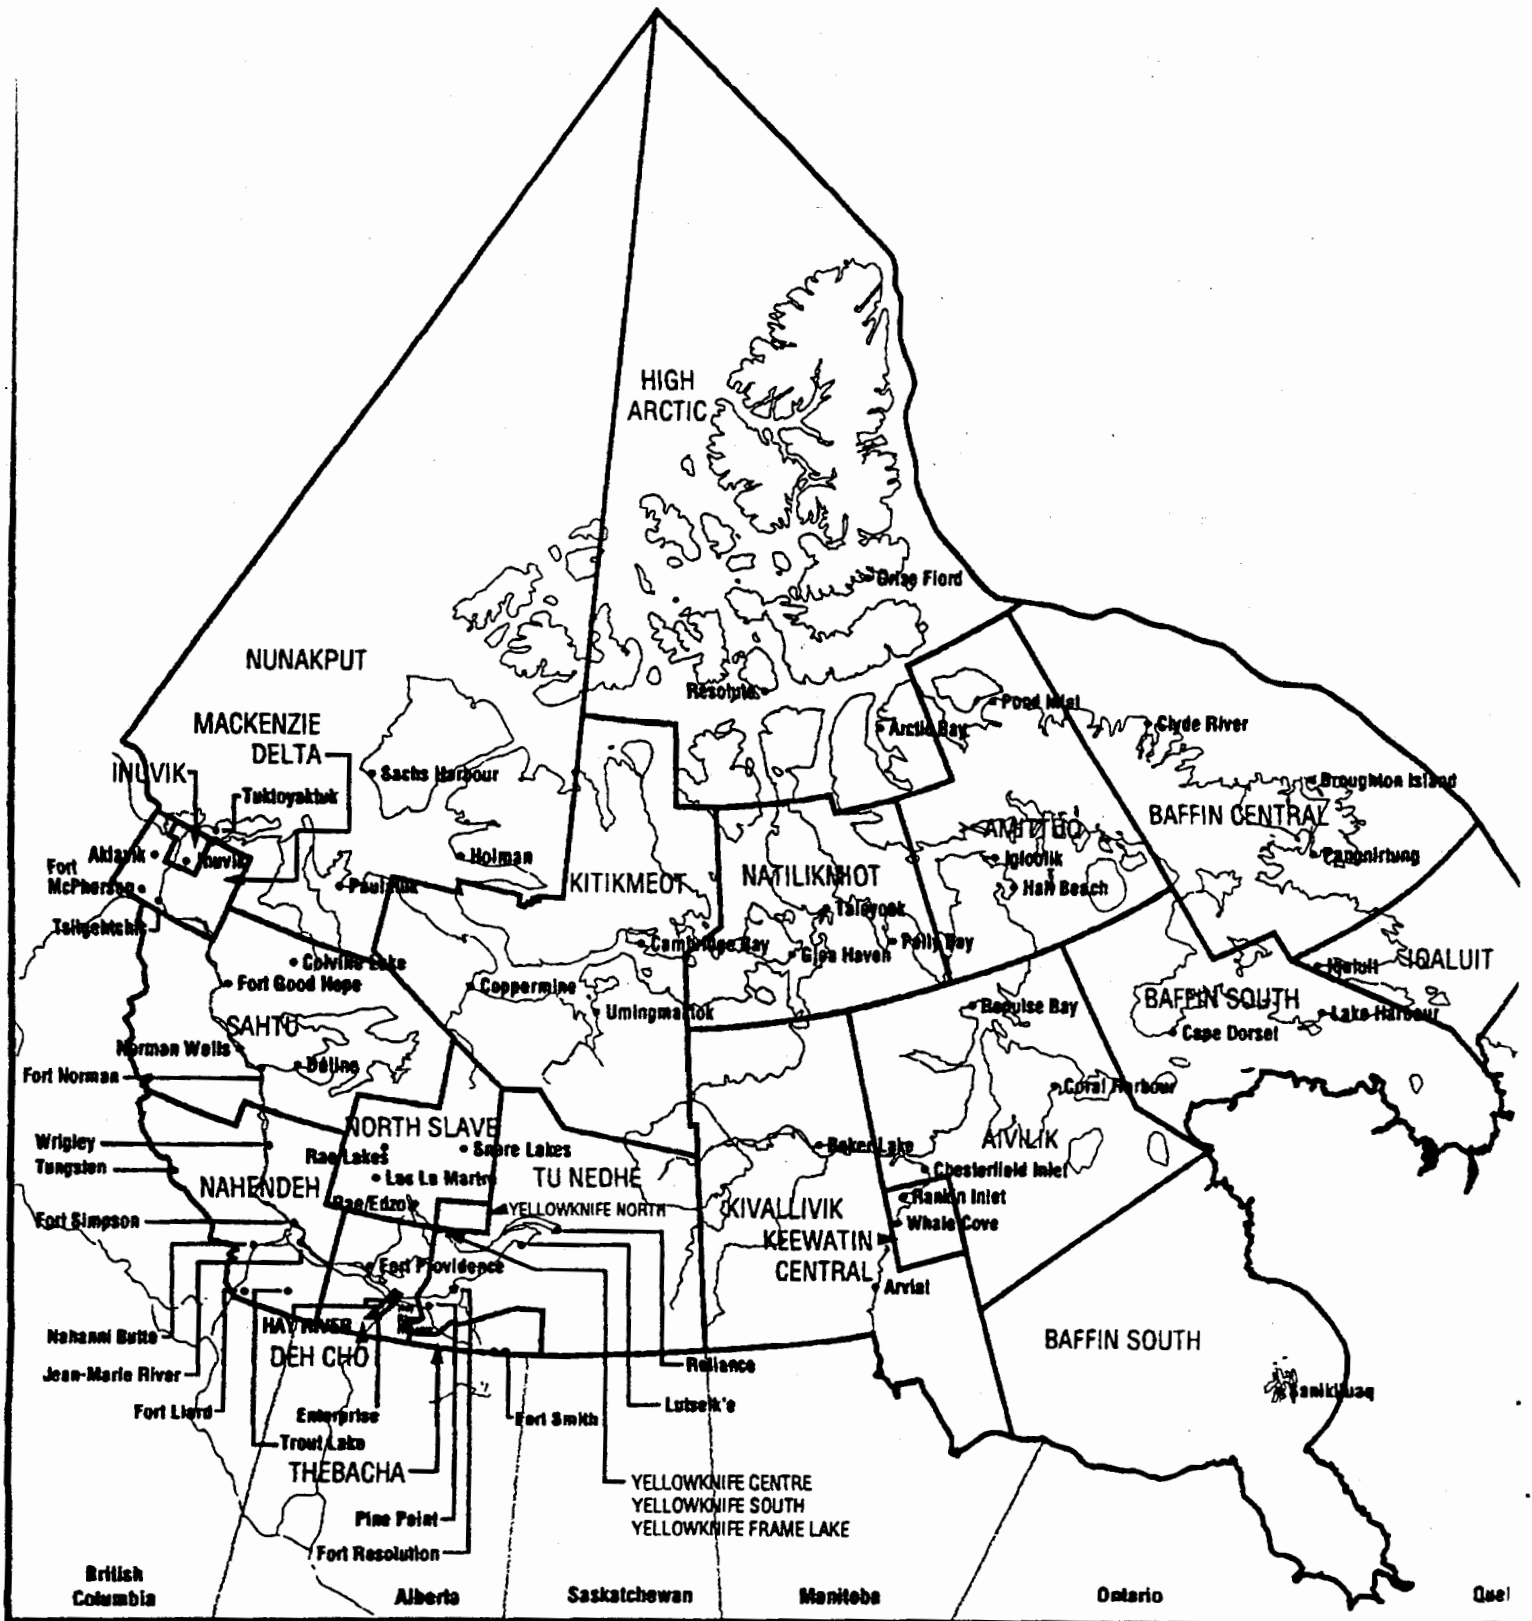 HIGH
ARCTIC
Grise Fiord
NUNAKPUT
Resolute
Pond Inlet
Arctic Bay
Clyde River
MACKENZIE
DELTA
INUVIK
Sachs Harbour
Tuktoyaktuk
Broughton Island
BAFFIN CENTRAL
AMITTUQ
Aklavik
Inuvik
Holman
Igloolik
Pangnirtung
Fort
McPherson
Paulatuk
KITIKMEOT
NATILIKMIOT
Hall Beach
Taloyoak
Tsiigehtchic
Cambridge Bay
Pelly Bay
Gjoa Haven
Colville Lake
Iqaluit
IQALUIT
Fort Good Hope
Coppermine
BAFFIN SOUTH
Umingmaktok
Repulse Bay
Lake Harbour
SAHTU
Cape Dorset
Norman Wells
Deline
Fort Norman
Coral Harbour
NORTH SLAVE
Wrigley
Rae Lakes
Snare Lakes
Baker Lake
AIVILIK
Tungsten
Lac La Martre
TU NEDHE
Chesterfield Inlet
NAHENDEH
Rae/Edzo
YELLOWKNIFE NORTH
KIVALLIVIK
Rankin Inlet
Fort Simpson
Whale Cove
KEEWATIN
CENTRAL
Fort Providence
Arviat
HAY RIVER
Nahanni Butte
DEH CHO
BAFFIN SOUTH
Jean-Marie River
Reliance
Sanikiluaq
Fort Liard
Enterprise
Fort Smith
Lutselk'e
Trout Lake
THEBACHA
YELLOWKNIFE CENTRE
YELLOWKNIFE SOUTH
YELLOWKNIFE FRAME LAKE
Pine Point
Fort Resolution
British
Columbia
Alberta
Saskatchewan
Manitoba
Ontario